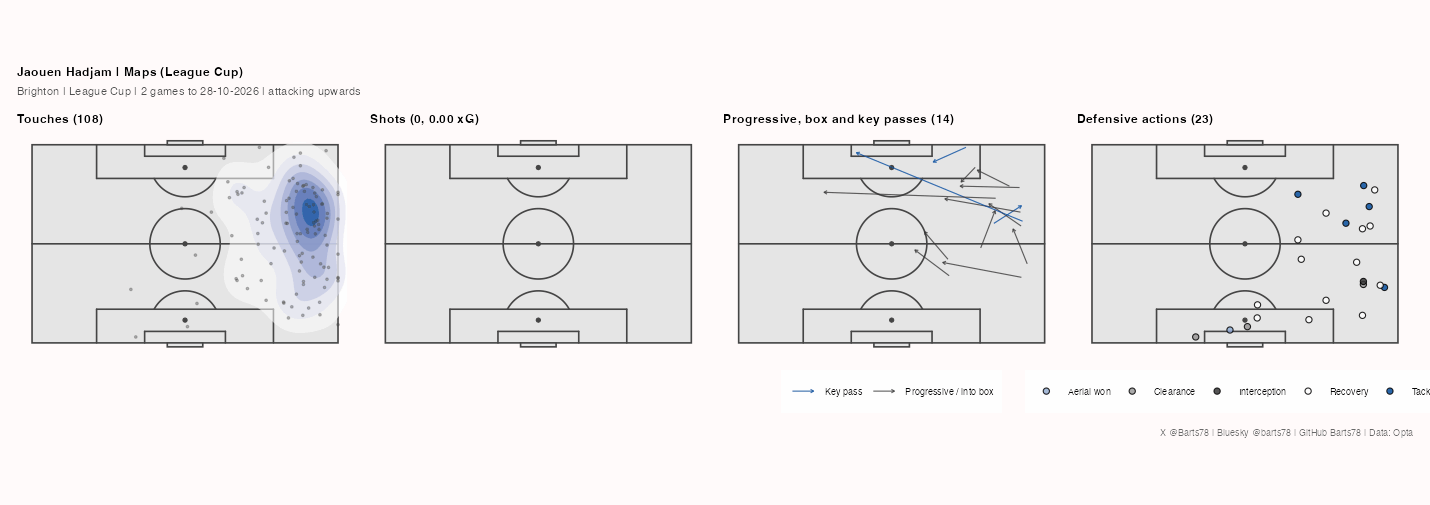 Jaouen Hadjam | Maps (League Cup)
Brighton | League Cup | 2 games to 28-10-2026 | attacking upwards
Touches (108)
Shots (0, 0.00 xG)
Progressive, box and key passes (14)
Defensive actions (23)
Key pass
Progressive / into box
Aerial won
Clearance
Interception
Recovery
Tack
X @Barts78 | Bluesky @barts78 | GitHub Barts78 | Data: Opta